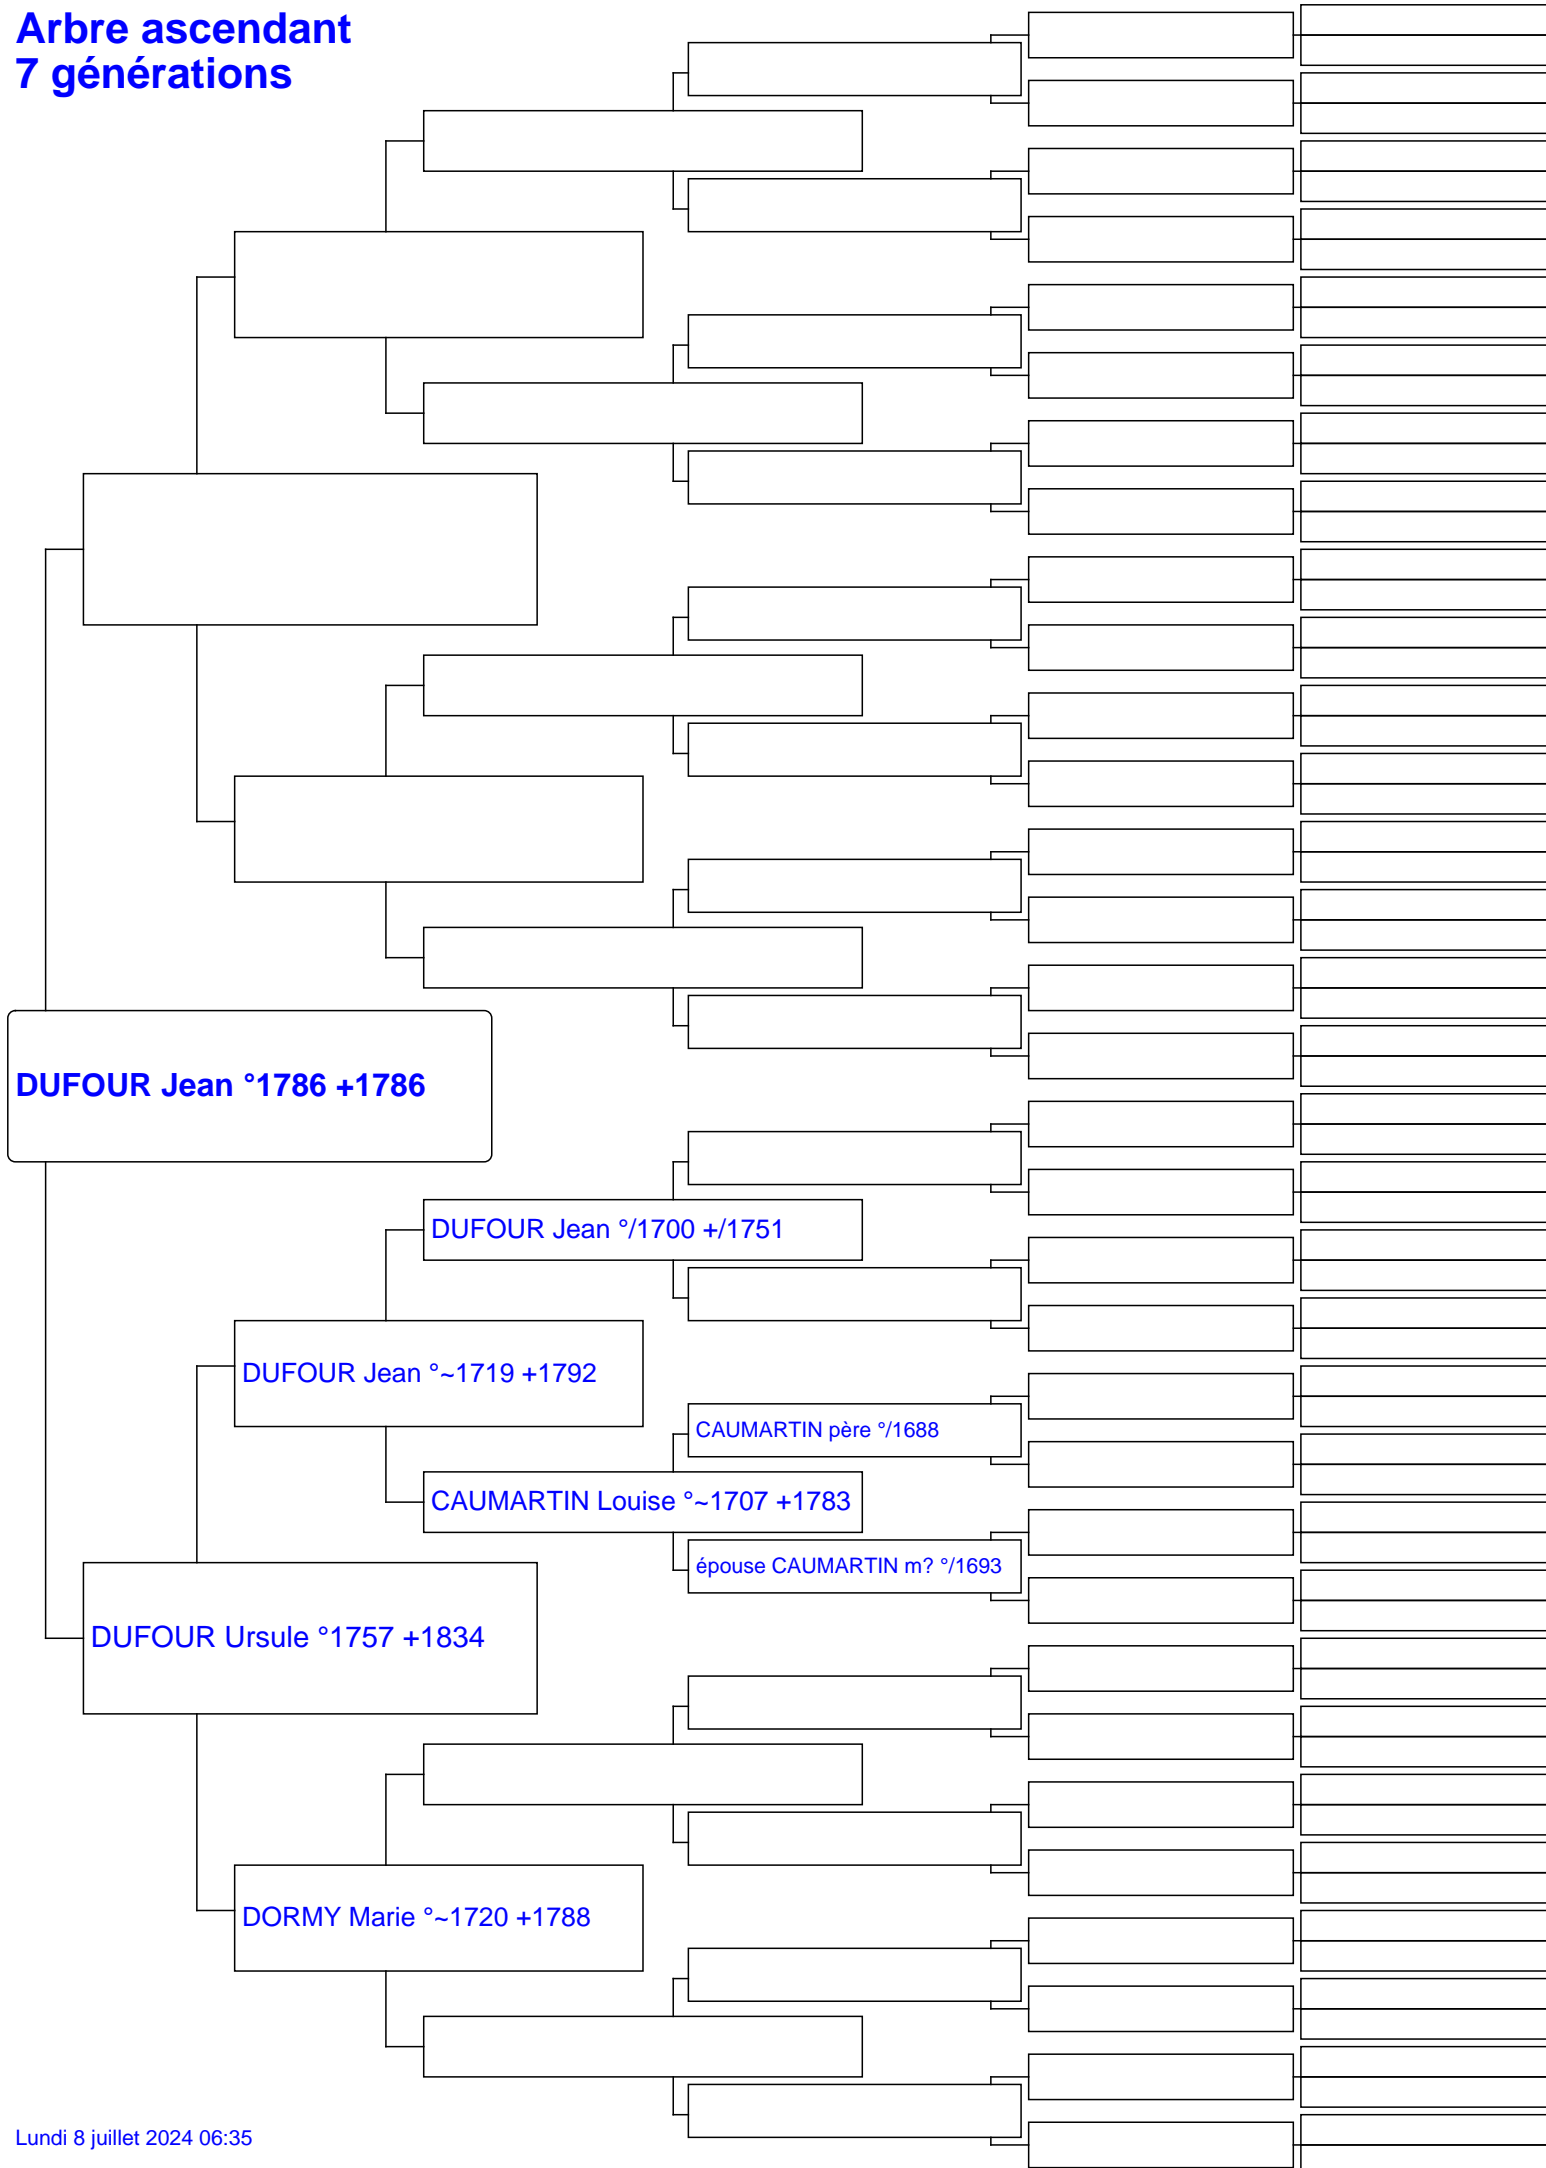 Arbre ascendant
7 générations
DUFOUR Jean °1786 +1786
DUFOUR Jean °/1700 +/1751
DUFOUR Jean °~1719 +1792
CAUMARTIN père °/1688
CAUMARTIN Louise °~1707 +1783
épouse CAUMARTIN m? °/1693
DUFOUR Ursule °1757 +1834
DORMY Marie °~1720 +1788
Lundi 8 juillet 2024 06:35